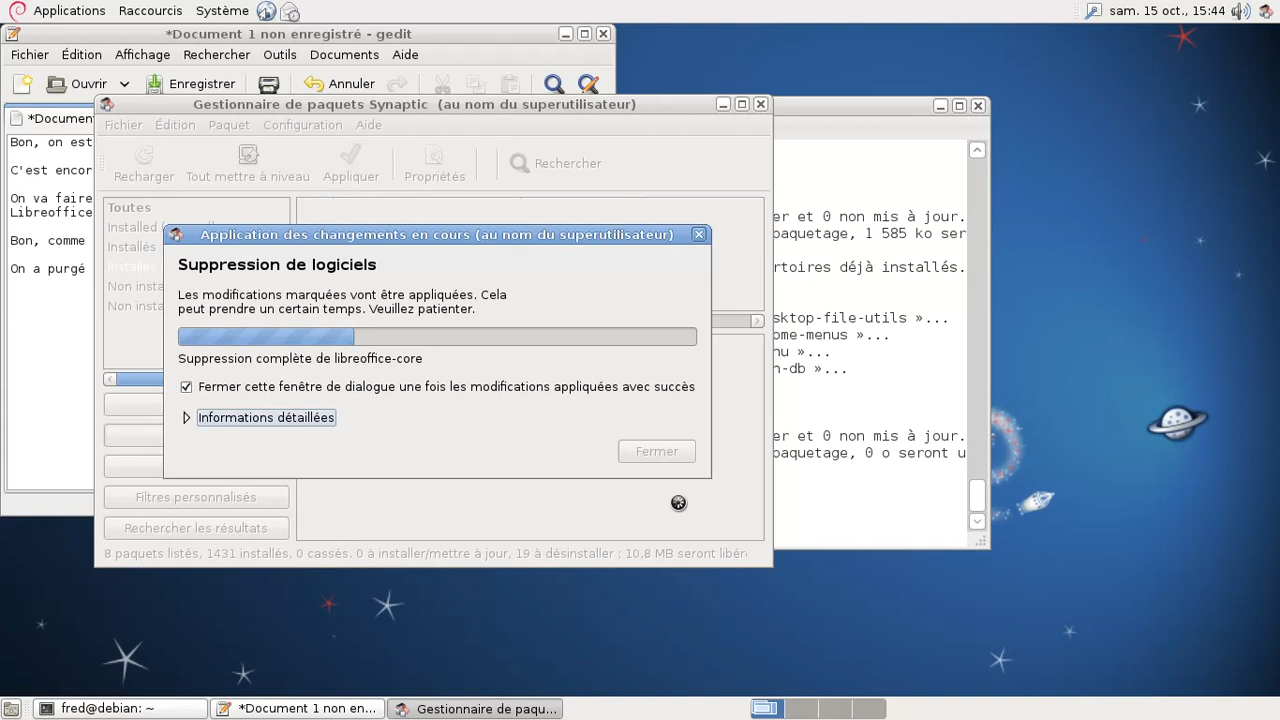 Applications Raccourcis Système
sam. 15 oct., 15:44
*Document 1 non enregistré - gedit
Fichier Édition Affichage Rechercher Outils Documents Aide
Ouvrir Enregistrer Annuler
*Documen
Bon, on est
C'est encor
On va faire
Libreoffice
Bon, comme
On a purgé
Gestionnaire de paquets Synaptic (au nom du superutilisateur)
Fichier Édition Paquet Configuration Aide
Recharger Tout mettre à niveau Appliquer Propriétés Rechercher
Toutes
Installed
Installés
Installés
Non insta
Non insta
Filtres personnalisés
Rechercher les résultats
8 paquets listés, 1431 installés, 0 cassés. 0 à installer/mettre à jour, 19 à désinstaller ; 10,8 MB seront libér
Application des changements en cours (au nom du superutilisateur)
Suppression de logiciels
Les modifications marquées vont être appliquées. Cela
peut prendre un certain temps. Veuillez patienter.
Suppression complète de libreoffice-core
Fermer cette fenêtre de dialogue une fois les modifications appliquées avec succès
Informations détaillées
Fermer
er et 0 non mis à jour.
aquetage, 1 585 ko ser
rtoires déjà installés.
sktop-file-utils »...
ome-menus »...
nu »...
n-db »...
er et 0 non mis à jour.
aquetage, 0 o seront u
fred@debian: ~
*Document 1 non en...
Gestionnaire de paqu...